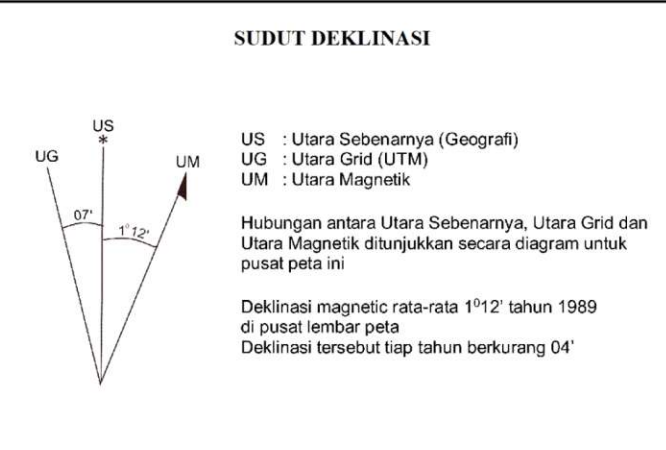 SUDUT DEKLINASI
US
*
UG
UM
07'
1°12'
US : Utara Sebenarnya (Geografi)
UG : Utara Grid (UTM)
UM : Utara Magnetik
Hubungan antara Utara Sebenarnya, Utara Grid dan
Utara Magnetik ditunjukkan secara diagram untuk
pusat peta ini
Deklinasi magnetic rata-rata 1⁰12' tahun 1989
di pusat lembar peta
Deklinasi tersebut tiap tahun berkurang 04'